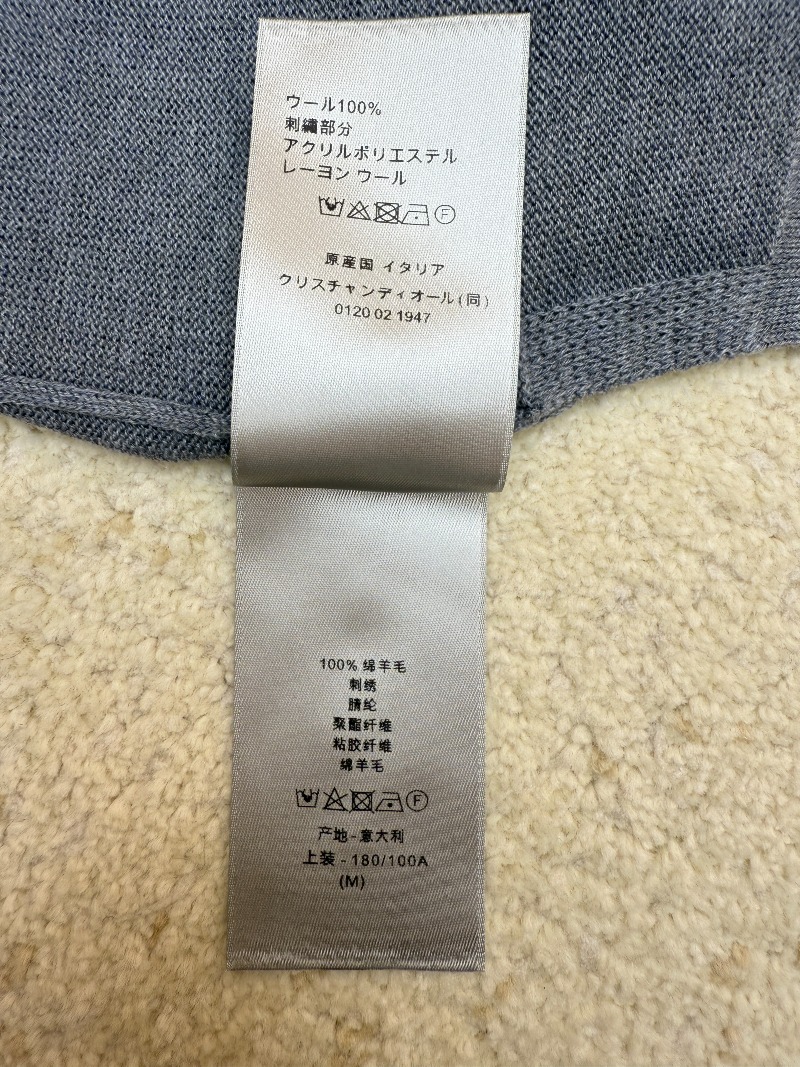 ウール100%
刺繍部分
アクリルポリエステル
レーヨン ウール
F
原産国 イタリア
クリスチャンディオール(同)
0120 02 1947
100% 绵羊毛
刺绣
腈纶
聚酯纤维
粘胶纤维
绵羊毛
F
产地-意大利
上装 - 180/100A
(M)